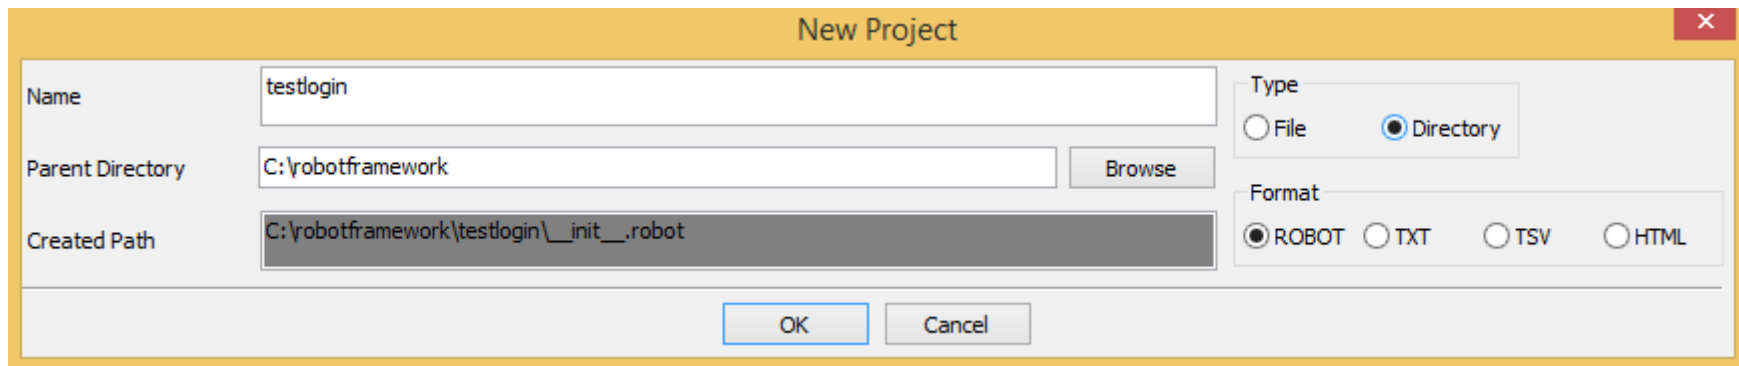 New Project
Name
testlogin
Parent Directory
C:\robotframework
Browse
Created Path
C:\robotframework\testlogin\__init__.robot
Type
File
Directory
Format
ROBOT
TXT
TSV
HTML
OK
Cancel